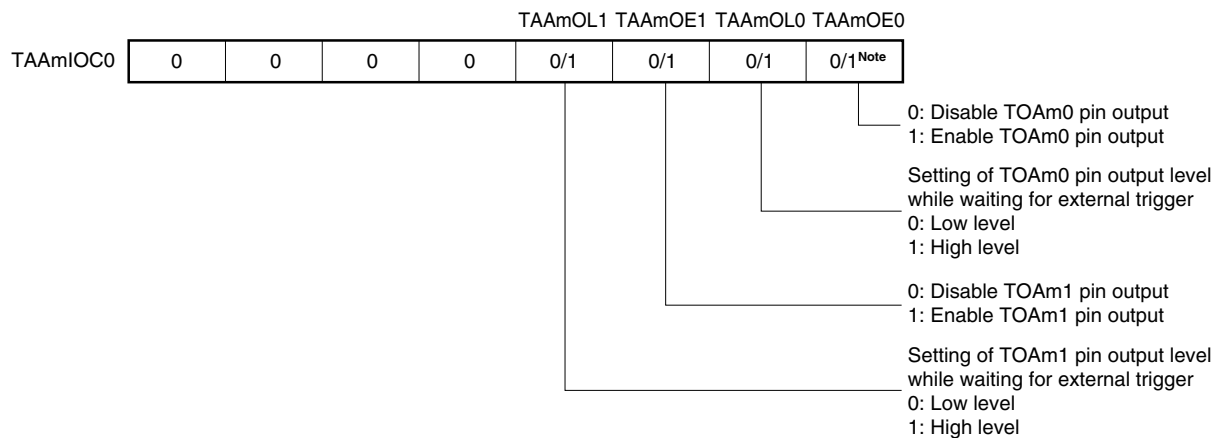 TAAmOL1 TAAmOE1 TAAmOL0 TAAmOE0
TAAmIOC0 0 0 0 0 0/1 0/1 0/1 0/1Note
0: Disable TOAm0 pin output
1: Enable TOAm0 pin output
Setting of TOAm0 pin output level
while waiting for external trigger
0: Low level
1: High level
0: Disable TOAm1 pin output
1: Enable TOAm1 pin output
Setting of TOAm1 pin output level
while waiting for external trigger
0: Low level
1: High level